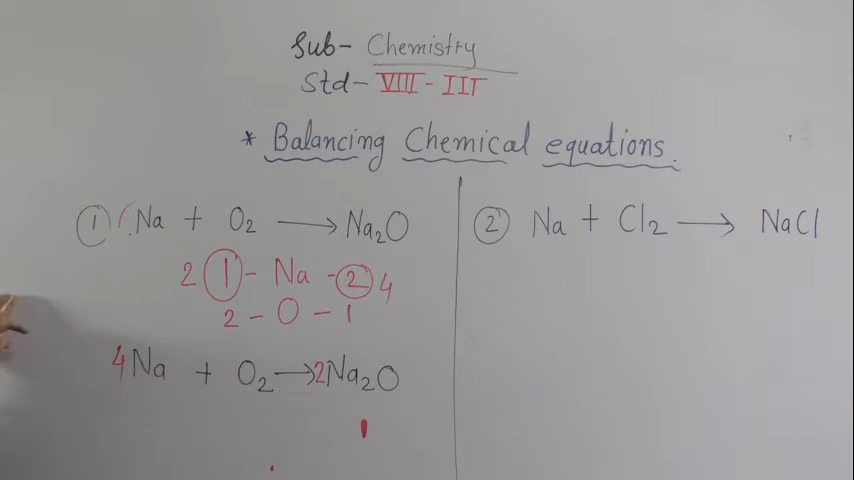 Sub- Chemistry
Std- VIII - IIT
* Balancing Chemical equations.
① Na + O₂ ⟶ Na₂O
2 ① - Na - ② 4
2 - O - 1
4Na + O₂ ⟶ 2Na₂O
② Na + Cl₂ ⟶ NaCl